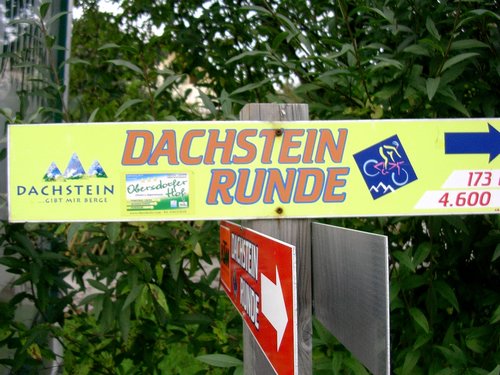 DACHSTEIN
RUNDE
DACHSTEIN
...GIBT MIR BERGE
Obersdorfer
Hof
173
4.600
DACHSTEIN
RUNDE